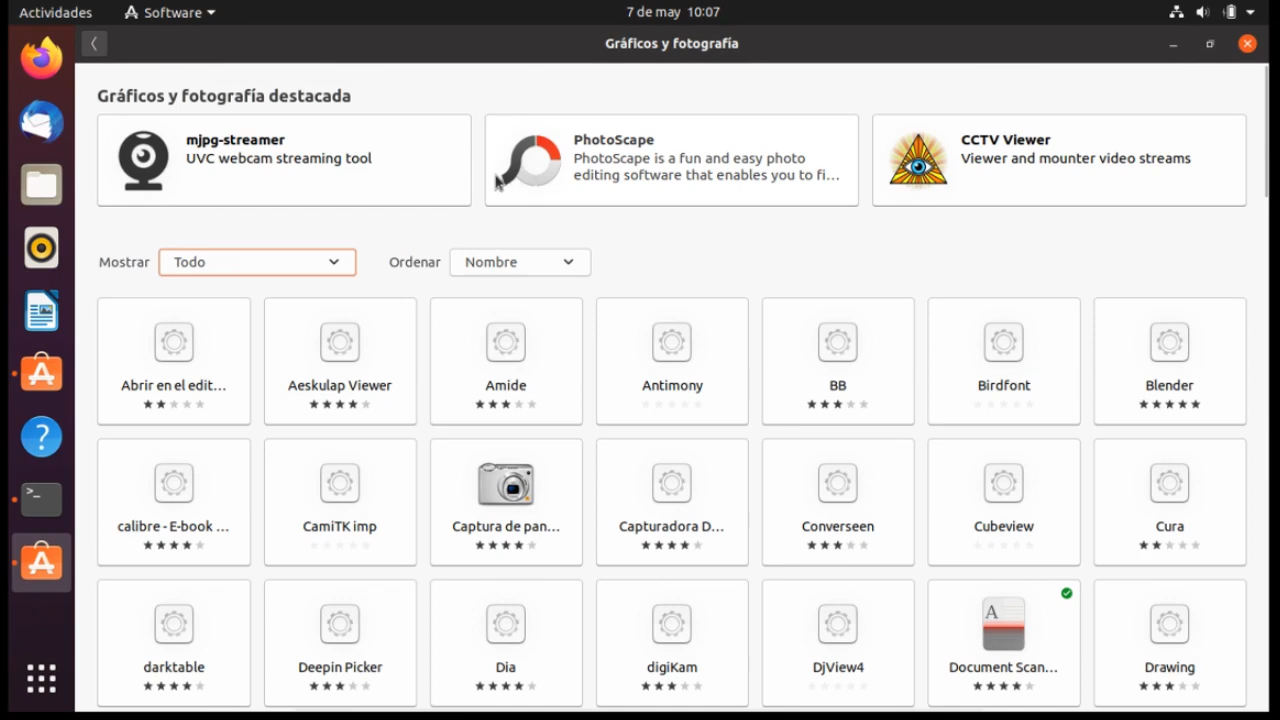 Actividades
Software
7 de may 10:07
Gráficos y fotografía
Gráficos y fotografía destacada
mjpg-streamer
UVC webcam streaming tool
PhotoScape
PhotoScape is a fun and easy photo
editing software that enables you to fi...
CCTV Viewer
Viewer and mounter video streams
Mostrar
Todo
Ordenar
Nombre
Abrir en el edit...
Aeskulap Viewer
Amide
Antimony
BB
Birdfont
Blender
calibre - E-book ...
CamiTK imp
Captura de pan...
Capturadora D...
Converseen
Cubeview
Cura
darktable
Deepin Picker
Dia
digiKam
DjView4
A
Document Scan...
Drawing